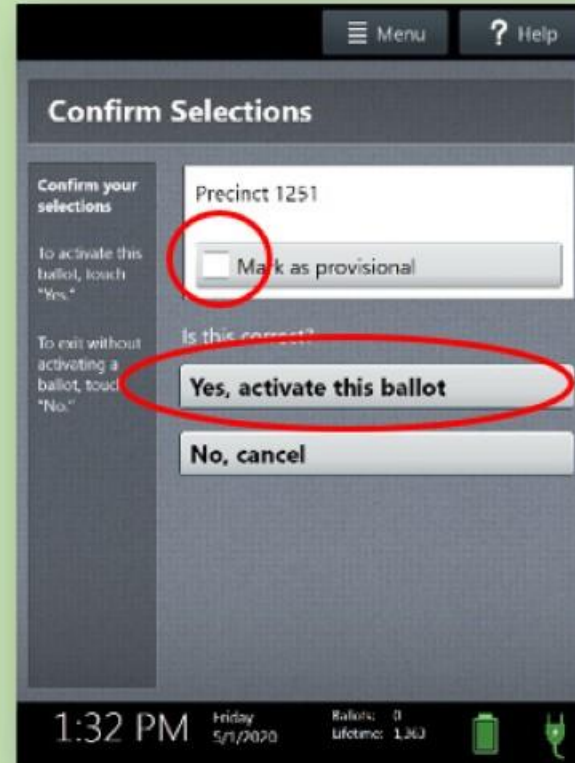 Menu
? Help
Confirm Selections
Confirm your
selections
To activate this
ballot, touch
"Yes."
To exit without
activating a
ballot, touch
"No."
Precinct 1251
Mark as provisional
Is this correct?
Yes, activate this ballot
No, cancel
1:32 PM
Friday
5/1/2020
Ballots: 0
Lifetime: 1,363